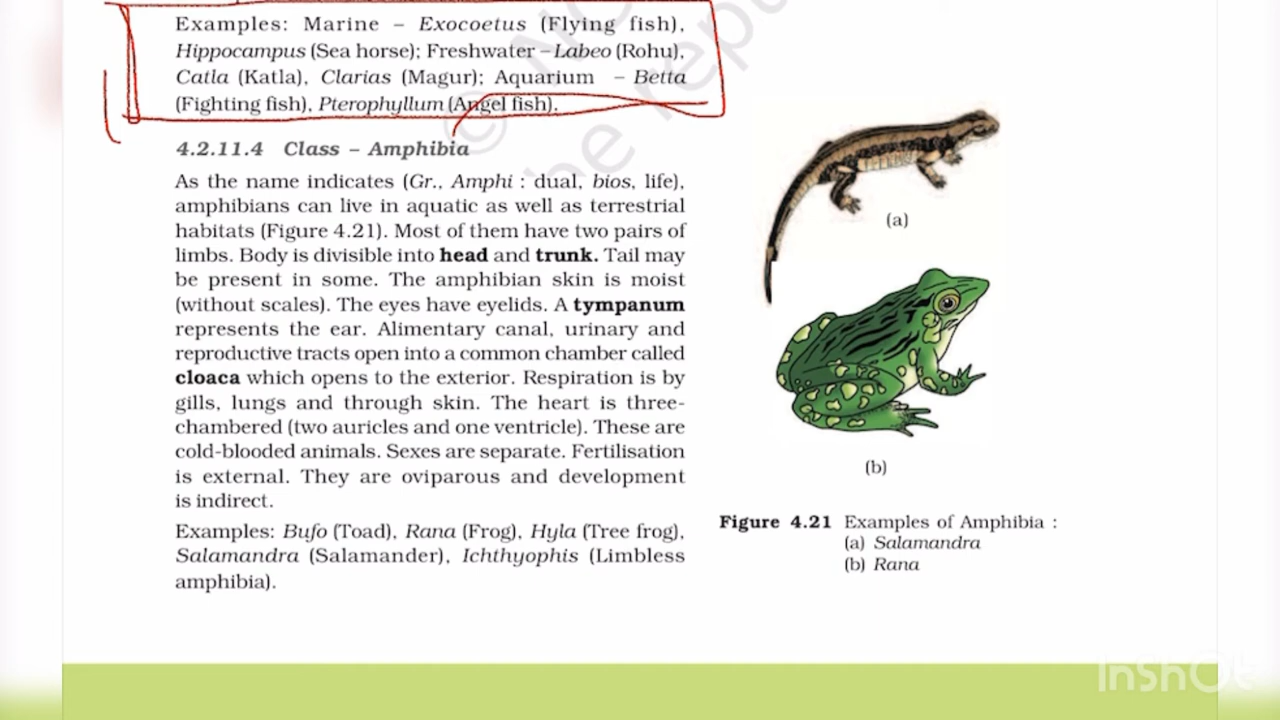 Examples: Marine – Exocoetus (Flying fish),
Hippocampus (Sea horse); Freshwater – Labeo (Rohu),
Catla (Katla), Clarias (Magur); Aquarium – Betta
(Fighting fish), Pterophyllum (Angel fish).
4.2.11.4 Class – Amphibia
As the name indicates (Gr., Amphi : dual, bios, life),
amphibians can live in aquatic as well as terrestrial
habitats (Figure 4.21). Most of them have two pairs of
limbs. Body is divisible into head and trunk. Tail may
be present in some. The amphibian skin is moist
(without scales). The eyes have eyelids. A tympanum
represents the ear. Alimentary canal, urinary and
reproductive tracts open into a common chamber called
cloaca which opens to the exterior. Respiration is by
gills, lungs and through skin. The heart is three-
chambered (two auricles and one ventricle). These are
cold-blooded animals. Sexes are separate. Fertilisation
is external. They are oviparous and development
is indirect.
Examples: Bufo (Toad), Rana (Frog), Hyla (Tree frog),
Salamandra (Salamander), Ichthyophis (Limbless
amphibia).
(a)
(b)
Figure 4.21 Examples of Amphibia :
(a) Salamandra
(b) Rana
InShOt